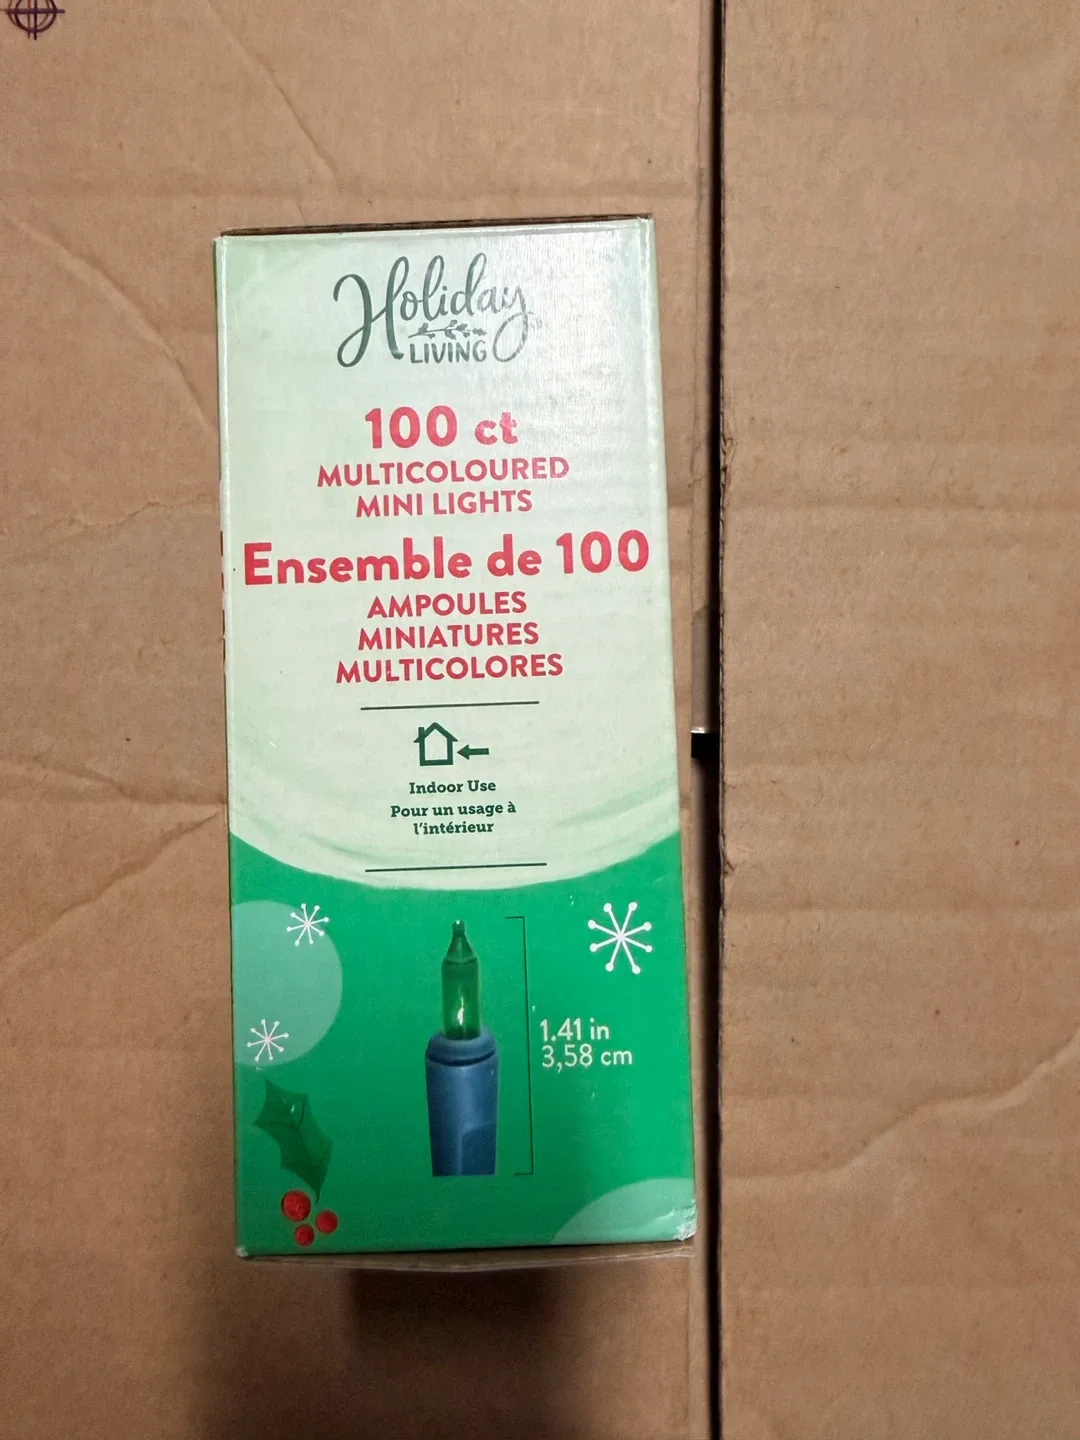 Holiday
LIVING
100 ct
MULTICOLOURED
MINI LIGHTS
Ensemble de 100
AMPOULES
MINIATURES
MULTICOLORES
Indoor Use
Pour un usage à
l'intérieur
1.41 in
3,58 cm